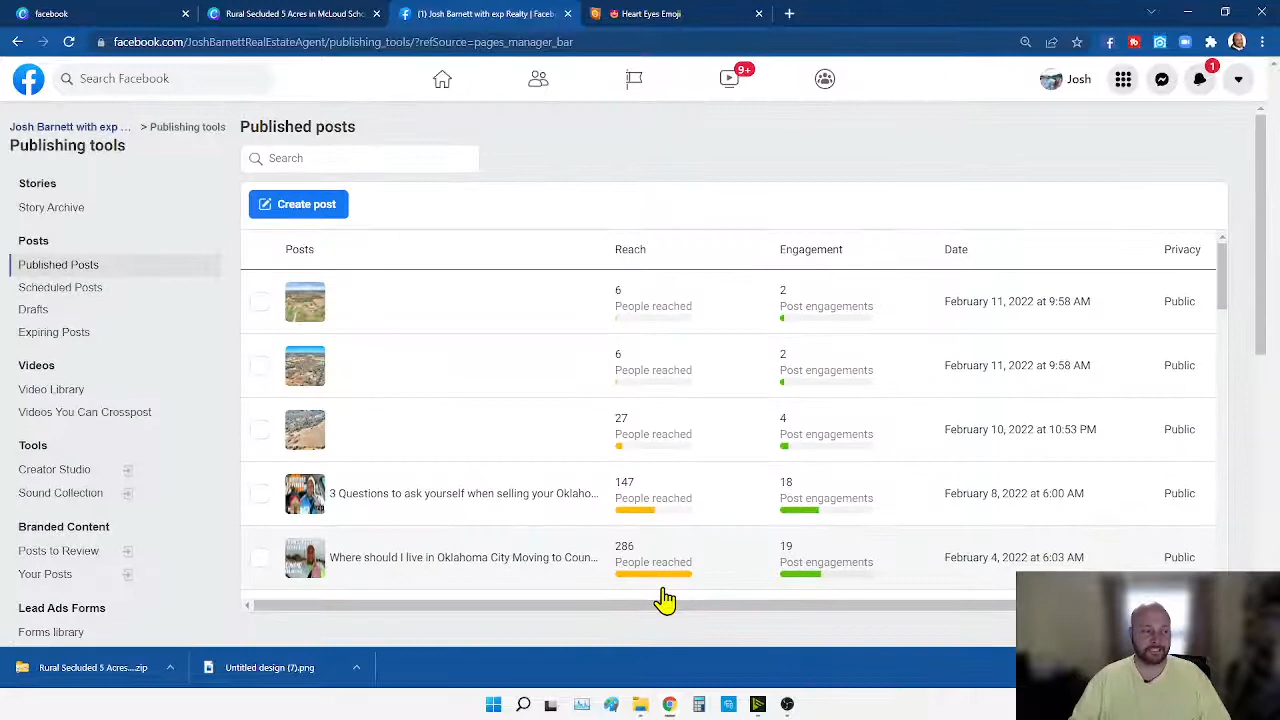 facebook
Rural Secluded 5 Acres in McLoud Scho
(1) Josh Barnett with exp Realty | Faceb
Heart Eyes Emoji
facebook.com/JoshBarnettRealEstateAgent/publishing_tools/?refSource=pages_manager_bar
Search Facebook
9+
Josh
1
Josh Barnett with exp ... > Publishing tools
Publishing tools
Stories
Story Archive
Posts
Published Posts
Scheduled Posts
Drafts
Expiring Posts
Videos
Video Library
Videos You Can Crosspost
Tools
Creator Studio
Sound Collection
Branded Content
Posts to Review
Your Posts
Lead Ads Forms
Forms library
Published posts
Search
Create post
Posts Reach Engagement Date Privacy
6
People reached
2
Post engagements
February 11, 2022 at 9:58 AM
Public
6
People reached
2
Post engagements
February 11, 2022 at 9:58 AM
Public
27
People reached
4
Post engagements
February 10, 2022 at 10:53 PM
Public
3 Questions to ask yourself when selling your Oklaho...
147
People reached
18
Post engagements
February 8, 2022 at 6:00 AM
Public
Where should I live in Oklahoma City Moving to Coun...
286
People reached
19
Post engagements
February 4, 2022 at 6:03 AM
Public
Rural Secluded 5 Acres....zip
Untitled design (7).png